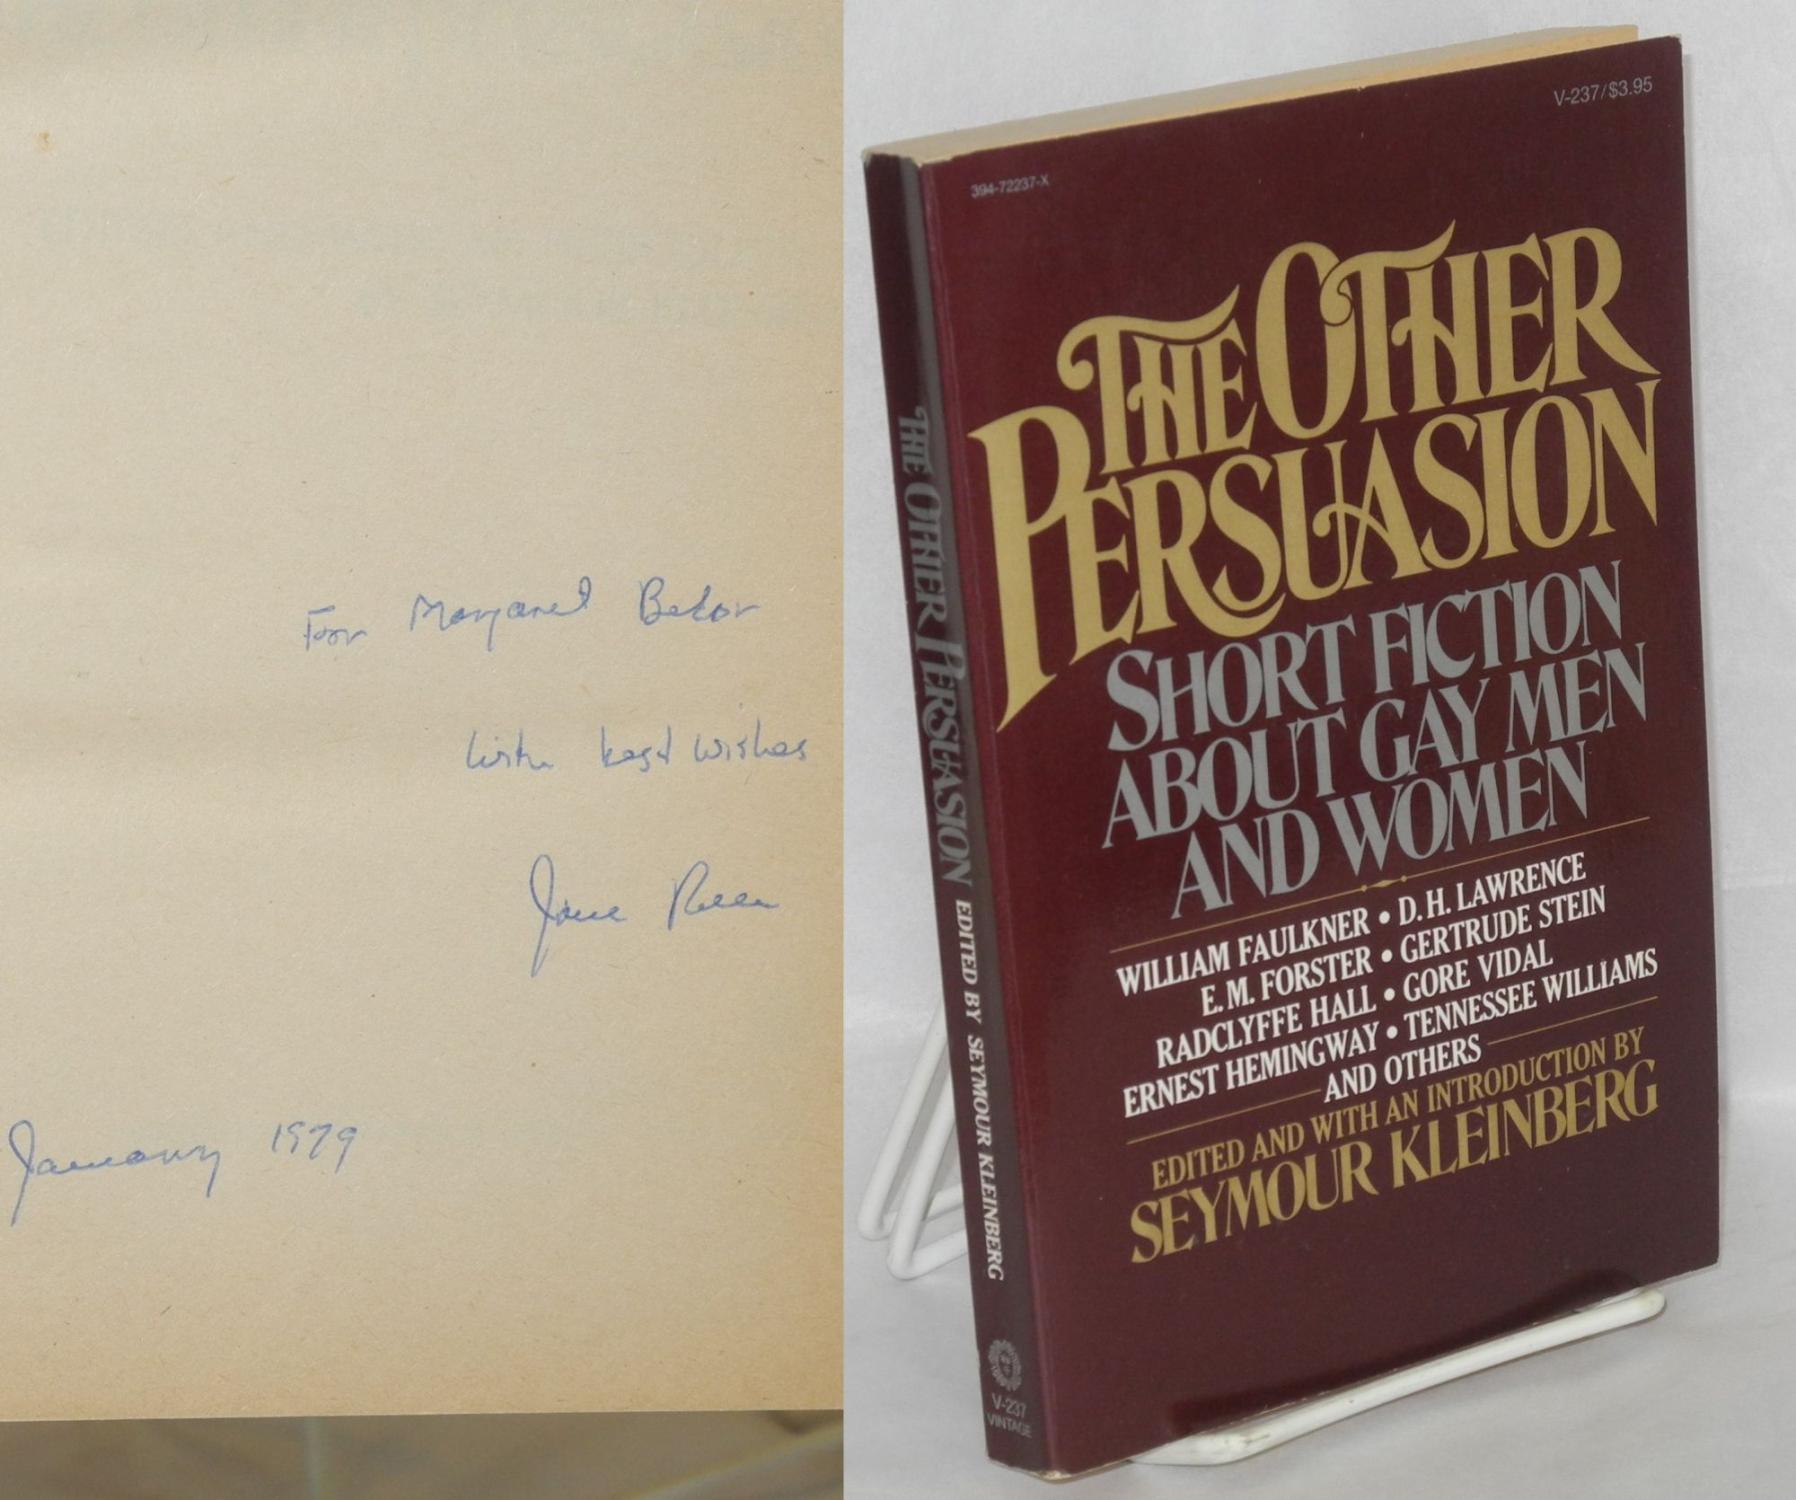 For Margaret
with best wishes
Jane
January 1979
394-72237-X
V-237/$3.95
THE OTHER
PERSUASION
SHORT FICTION
ABOUT GAY MEN
AND WOMEN
WILLIAM FAULKNER • D.H. LAWRENCE
E.M. FORSTER • GERTRUDE STEIN
RADCLYFFE HALL • GORE VIDAL
ERNEST HEMINGWAY • TENNESSEE WILLIAMS
AND OTHERS
EDITED AND WITH AN INTRODUCTION BY
SEYMOUR KLEINBERG
THE OTHER PERSUASION EDITED BY SEYMOUR KLEINBERG
V-237
VINTAGE